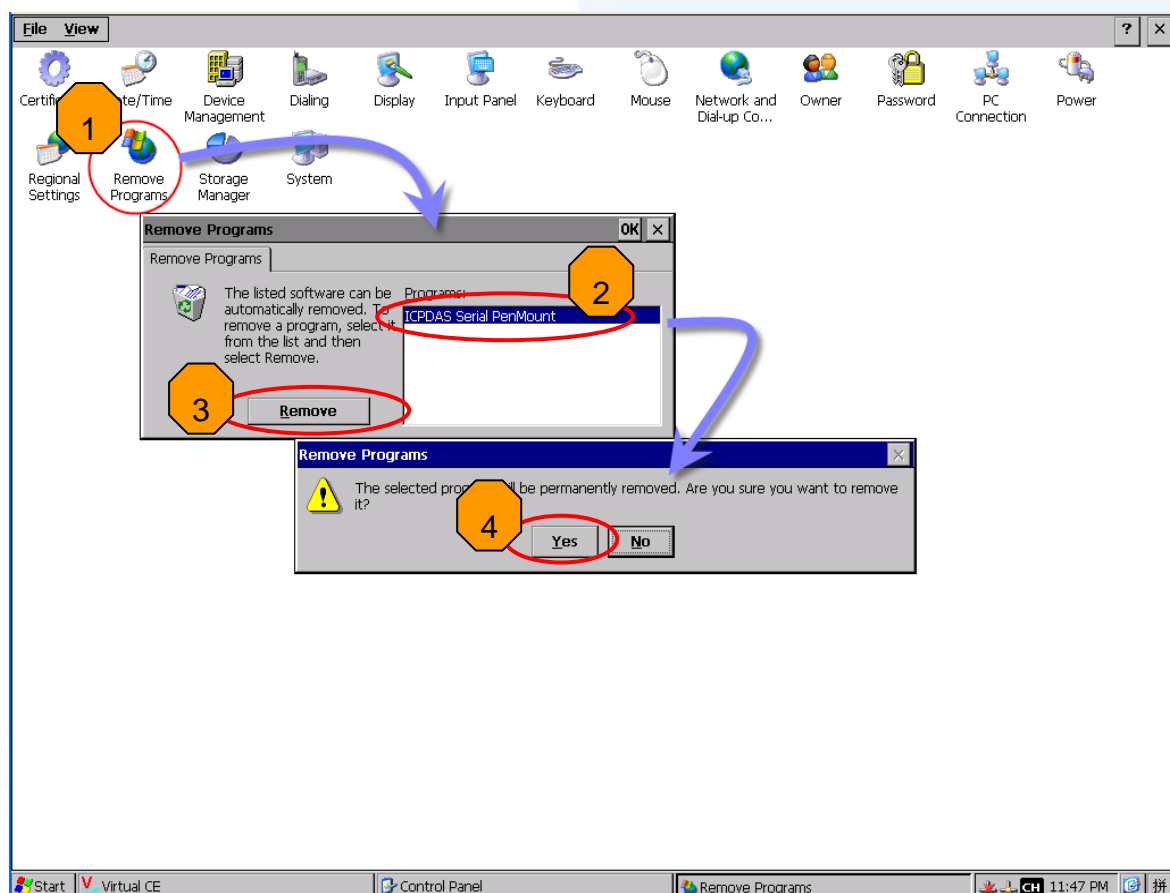 File View ? ×
Certifi te/Time Device Management Dialing Display Input Panel Keyboard Mouse Network and Dial-up Co... Owner Password PC Connection Power
1
Regional Settings Remove Programs Storage Manager System
Remove Programs OK ×
Remove Programs
The listed software can be
automatically removed. To
remove a program, select it
from the list and then
select Remove.
Programs:
2
ICPDAS Serial PenMount
3
Remove
Remove Programs ×
The selected prog ll be permanently removed. Are you sure you want to remove
it?
4
Yes No
Start Virtual CE Control Panel Remove Programs CH 11:47 PM 拼